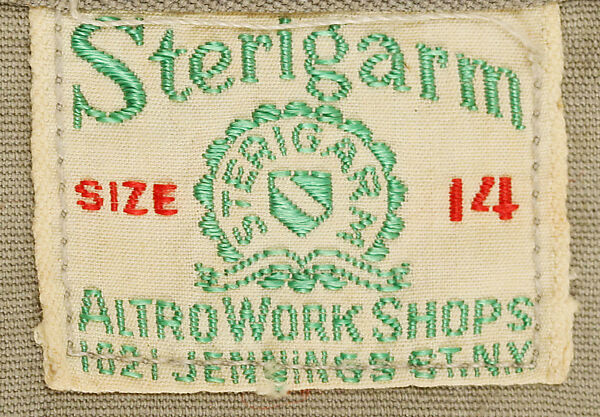 Sterigarm
STERIGARM
SIZE 14
ALTRO WORK SHOPS
1021 JENNINGS ST. N.Y.